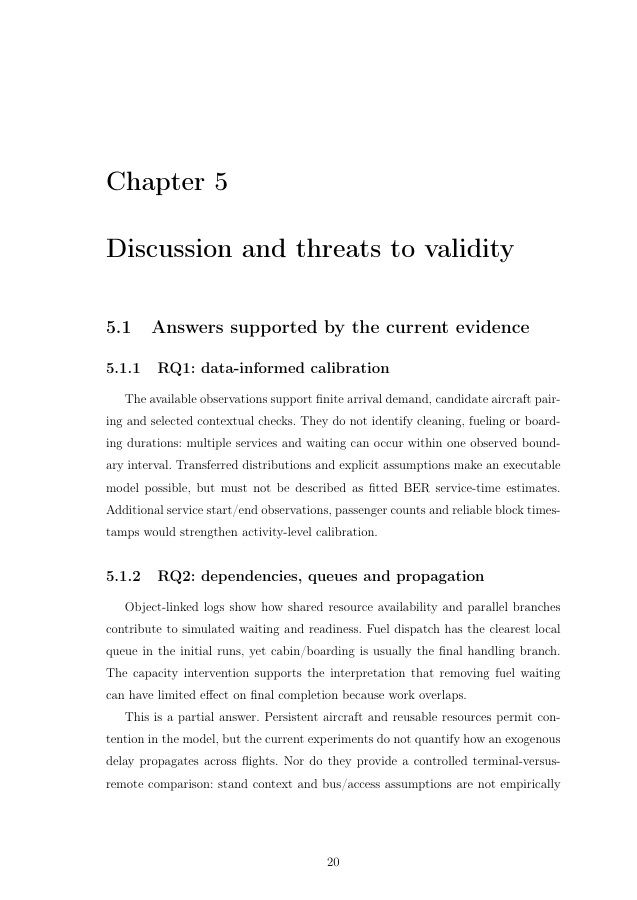 Chapter 5
Discussion and threats to validity
5.1 Answers supported by the current evidence
5.1.1 RQ1: data-informed calibration
The available observations support finite arrival demand, candidate aircraft pair-
ing and selected contextual checks. They do not identify cleaning, fueling or board-
ing durations: multiple services and waiting can occur within one observed bound-
ary interval. Transferred distributions and explicit assumptions make an executable
model possible, but must not be described as fitted BER service-time estimates.
Additional service start/end observations, passenger counts and reliable block times-
tamps would strengthen activity-level calibration.
5.1.2 RQ2: dependencies, queues and propagation
Object-linked logs show how shared resource availability and parallel branches
contribute to simulated waiting and readiness. Fuel dispatch has the clearest local
queue in the initial runs, yet cabin/boarding is usually the final handling branch.
The capacity intervention supports the interpretation that removing fuel waiting
can have limited effect on final completion because work overlaps.
This is a partial answer. Persistent aircraft and reusable resources permit con-
tention in the model, but the current experiments do not quantify how an exogenous
delay propagates across flights. Nor do they provide a controlled terminal-versus-
remote comparison: stand context and bus/access assumptions are not empirically
20